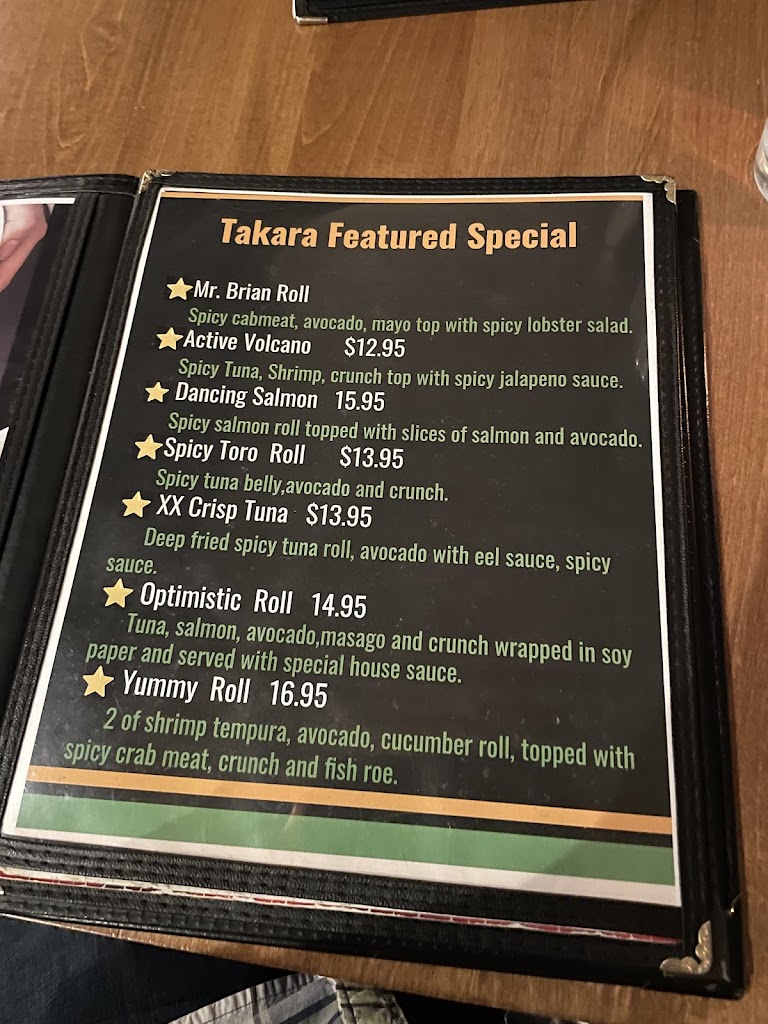 Takara Featured Special
Mr. Brian Roll
Spicy cabmeat, avocado, mayo top with spicy lobster salad.
Active Volcano $12.95
Spicy Tuna, Shrimp, crunch top with spicy jalapeno sauce.
Dancing Salmon 15.95
Spicy salmon roll topped with slices of salmon and avocado.
Spicy Toro Roll $13.95
Spicy tuna belly,avocado and crunch.
XX Crisp Tuna $13.95
Deep fried spicy tuna roll, avocado with eel sauce, spicy
sauce.
Optimistic Roll 14.95
Tuna, salmon, avocado,masago and crunch wrapped in soy
paper and served with special house sauce.
Yummy Roll 16.95
2 of shrimp tempura, avocado, cucumber roll, topped with
spicy crab meat, crunch and fish roe.